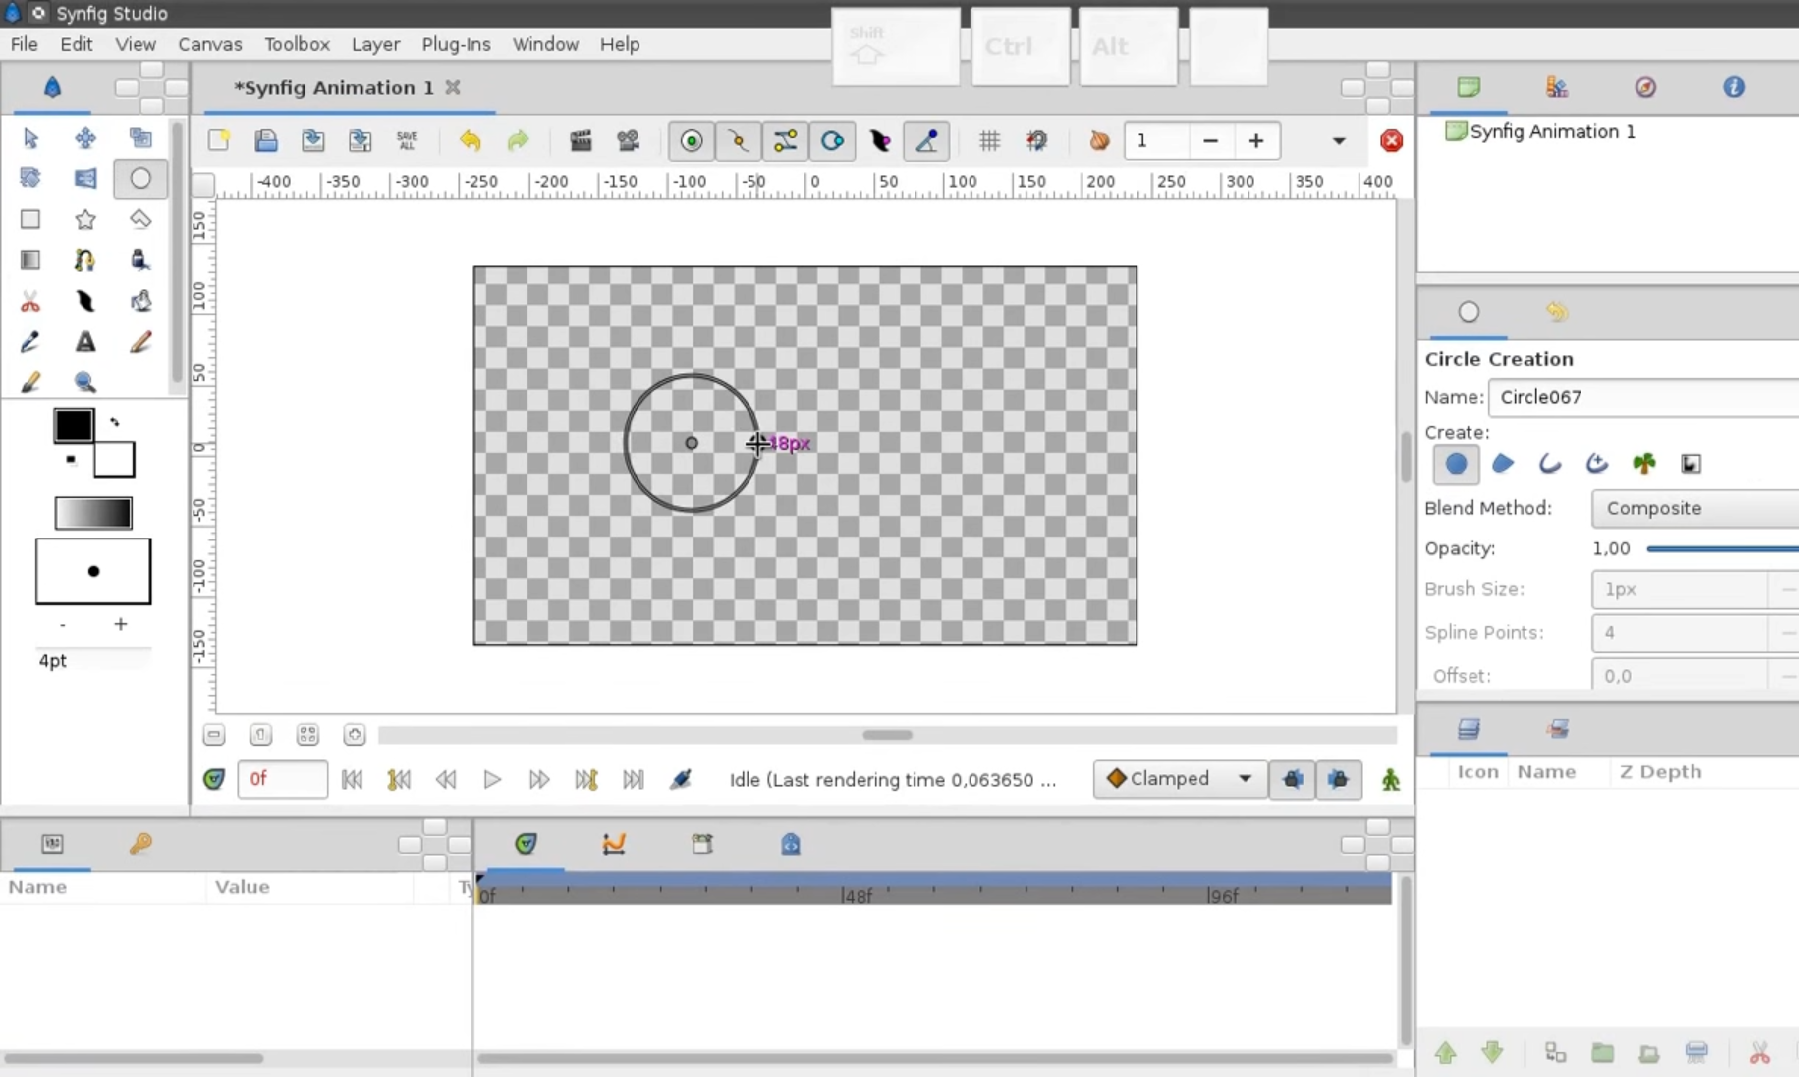 Synfig Studio
File Edit View Canvas Toolbox Layer Plug-Ins Window Help
Shift Ctrl Alt
*Synfig Animation 1
SAVE ALL
1
-400 -350 -300 -250 -200 -150 -100 -50 0 50 100 150 200 250 300 350 400
150
100
50
0
-50
-100
-150
48px
4pt
0f
Idle (Last rendering time 0,063650 ...
Clamped
Name Value
0f 48f 96f
Synfig Animation 1
Circle Creation
Name: Circle067
Create:
Blend Method: Composite
Opacity: 1,00
Brush Size: 1px
Spline Points: 4
Offset: 0,0
Icon Name Z Depth